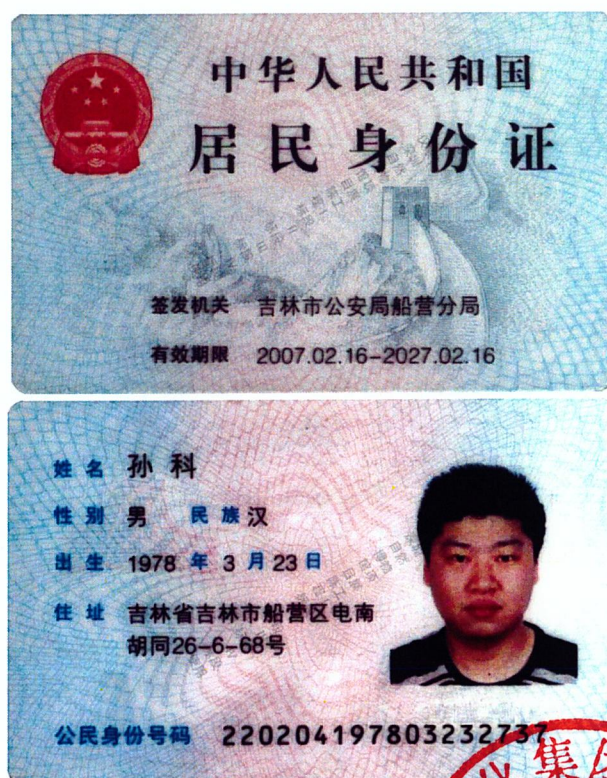 中华人民共和国
居民身份证
签发机关 吉林市公安局船营分局
有效期限 2007.02.16-2027.02.16
姓名 孙科
性别 男 民族 汉
出生 1978 年 3 月 23 日
住址 吉林省吉林市船营区电南
胡同26-6-68号
公民身份号码 220204197803232737
集